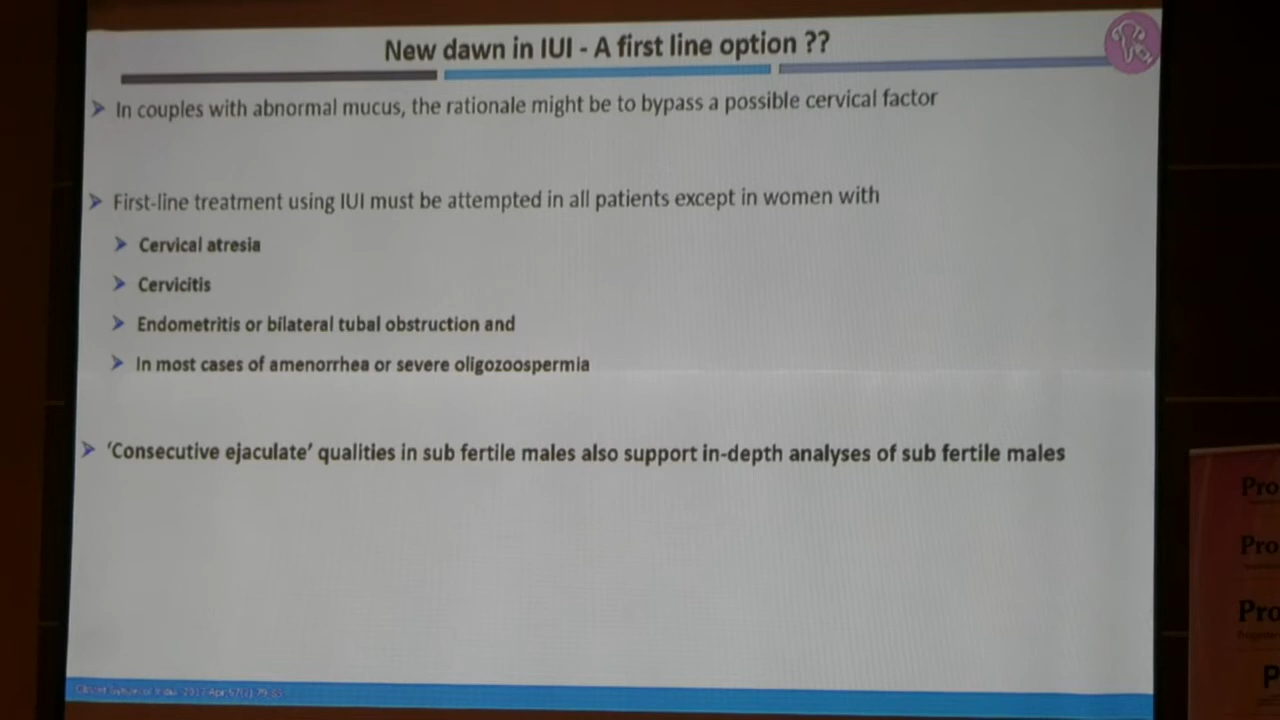 New dawn in IUI - A first line option ??
In couples with abnormal mucus, the rationale might be to bypass a possible cervical factor
First-line treatment using IUI must be attempted in all patients except in women with
Cervical atresia
Cervicitis
Endometritis or bilateral tubal obstruction and
In most cases of amenorrhea or severe oligozoospermia
‘Consecutive ejaculate’ qualities in sub fertile males also support in-depth analyses of sub fertile males
Pro
Pro
Pro
P